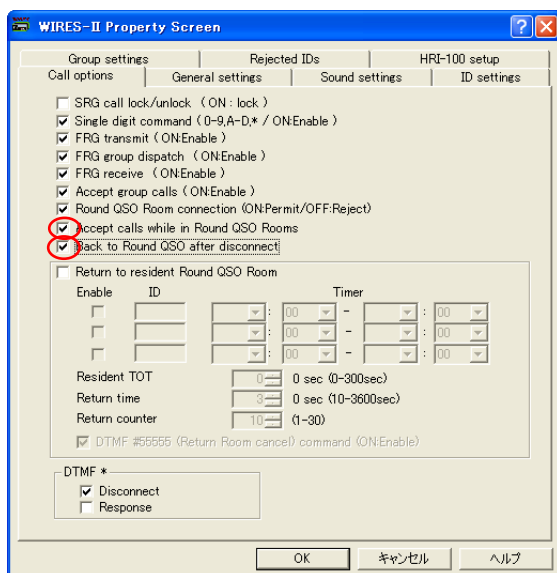 WIRES-II Property Screen
Group settings Rejected IDs HRI-100 setup
Call options General settings Sound settings ID settings
SRG call lock/unlock ( ON : lock )
Single digit command ( 0-9,A-D,* / ON:Enable )
FRG transmit ( ON:Enable )
FRG group dispatch ( ON:Enable )
FRG receive ( ON:Enable )
Accept group calls ( ON:Enable )
Round QSO Room connection (ON:Permit/OFF:Reject)
Accept calls while in Round QSO Rooms
Back to Round QSO after disconnect
Return to resident Round QSO Room
Enable ID Timer
: 00 - : 00
: 00 - : 00
: 00 - : 00
Resident TOT 0 0 sec (0-300sec)
Return time 3 0 sec (10-3600sec)
Return counter 10 (1-30)
DTMF #55555 (Return Room cancel) command (ON:Enable)
DTMF *
Disconnect
Response
OK キャンセル ヘルプ